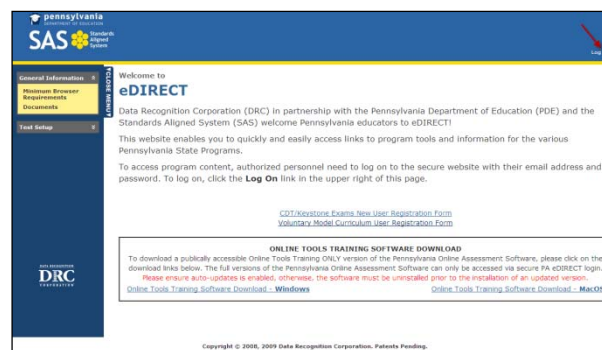 pennsylvania
DEPARTMENT OF EDUCATION
SAS Standards Aligned System
Log
General Information
Minimum Browser
Requirements
Documents
Test Setup
CLOSE MENU
Welcome to
eDIRECT
Data Recognition Corporation (DRC) in partnership with the Pennsylvania Department of Education (PDE) and the
Standards Aligned System (SAS) welcome Pennsylvania educators to eDIRECT!
This website enables you to quickly and easily access links to program tools and information for the various
Pennsylvania State Programs.
To access program content, authorized personnel need to log on to the secure website with their email address and
password. To log on, click the Log On link in the upper right of this page.
CDT/Keystone Exams New User Registration Form
Voluntary Model Curriculum User Registration Form
ONLINE TOOLS TRAINING SOFTWARE DOWNLOAD
To download a publically accessible Online Tools Training ONLY version of the Pennsylvania Online Assessment Software, please click on the
download links below. The full versions of the Pennsylvania Online Assessment Software can only be accessed via secure PA eDIRECT login.
Please ensure auto-updates is enabled, otherwise, the software must be uninstalled prior to the installation of an updated version.
Online Tools Training Software Download - Windows
Online Tools Training Software Download - MacOS
DATA RECOGNITION
DRC
CORPORATION
Copyright © 2008, 2009 Data Recognition Corporation. Patents Pending.